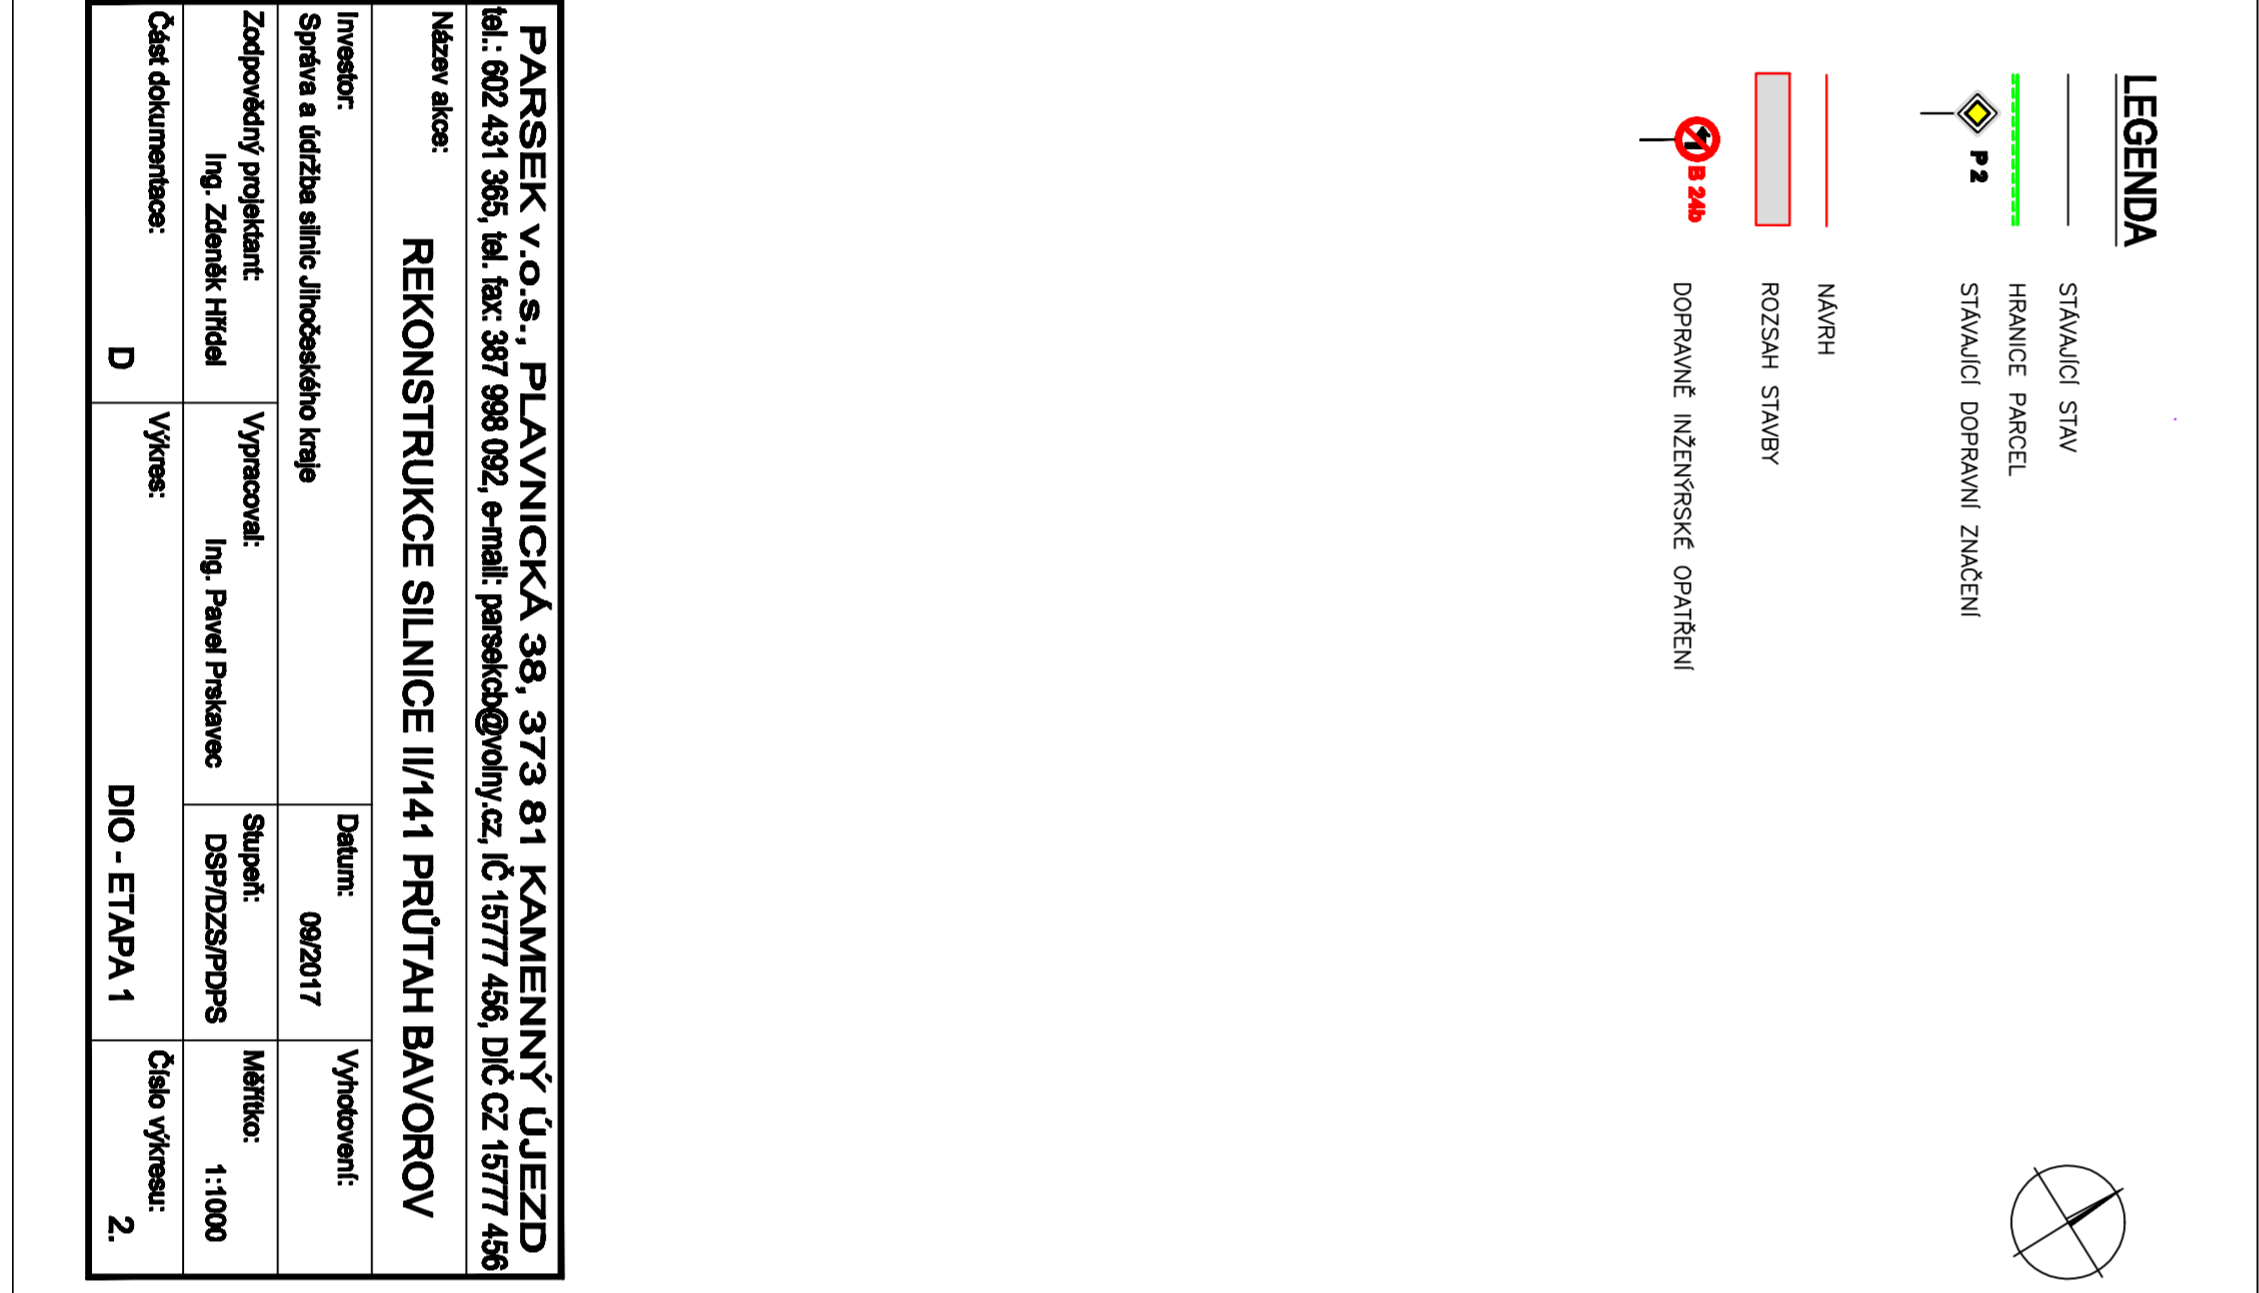 LEGENDA
STÁVAJÍCÍ STAV
HRANICE PARCEL
P 2
STÁVAJÍCÍ DOPRAVNÍ ZNAČENÍ
NÁVRH
ROZSAH STAVBY
B 24b
DOPRAVNĚ INŽENÝRSKÉ OPATŘENÍ
PARSEK v.o.s., PLAVNICKÁ 38, 373 81 KAMENNÝ ÚJEZD
tel.: 602 431 365, tel. fax: 387 998 092, e-mail: parsekcb@volny.cz, IČ 15777 456, DIČ CZ 15777 456
Název akce:
REKONSTRUKCE SILNICE II/141 PRŮTAH BAVOROV
Investor:
Správa a údržba silnic Jihočeského kraje
Datum:
09/2017
Vyhotovení:
Zodpovědný projektant:
Ing. Zdeněk Hřídel
Vypracoval:
Ing. Pavel Prskavec
Stupeň:
DSP/DZS/PDPS
Měřítko:
1:1000
Část dokumentace:
D
Výkres:
DIO - ETAPA 1
Číslo výkresu:
2.